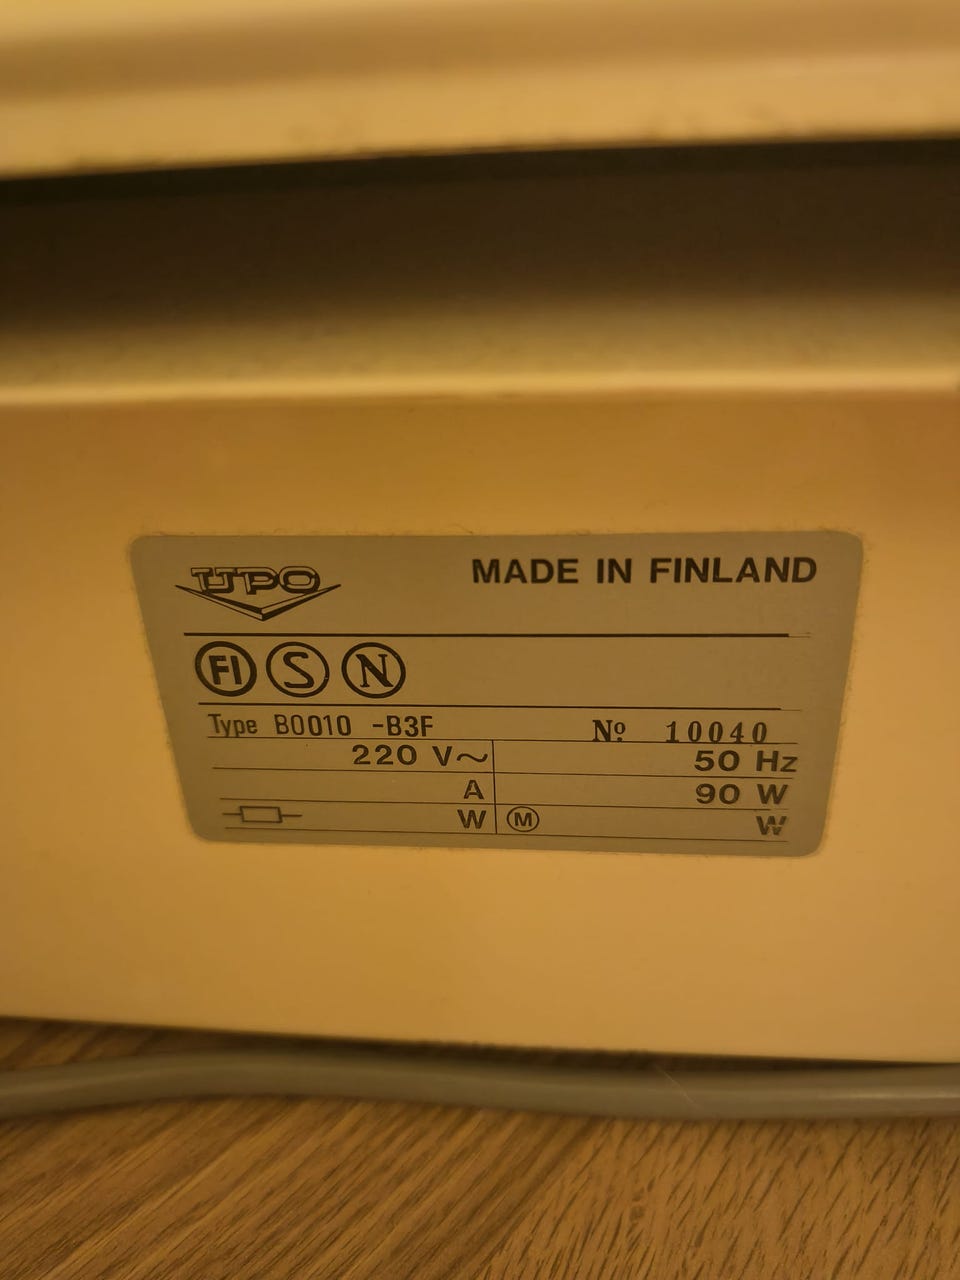 UPO MADE IN FINLAND
FI S N
Type B0010 -B3F Nº 10040
220 V~ 50 Hz
A 90 W
W M W